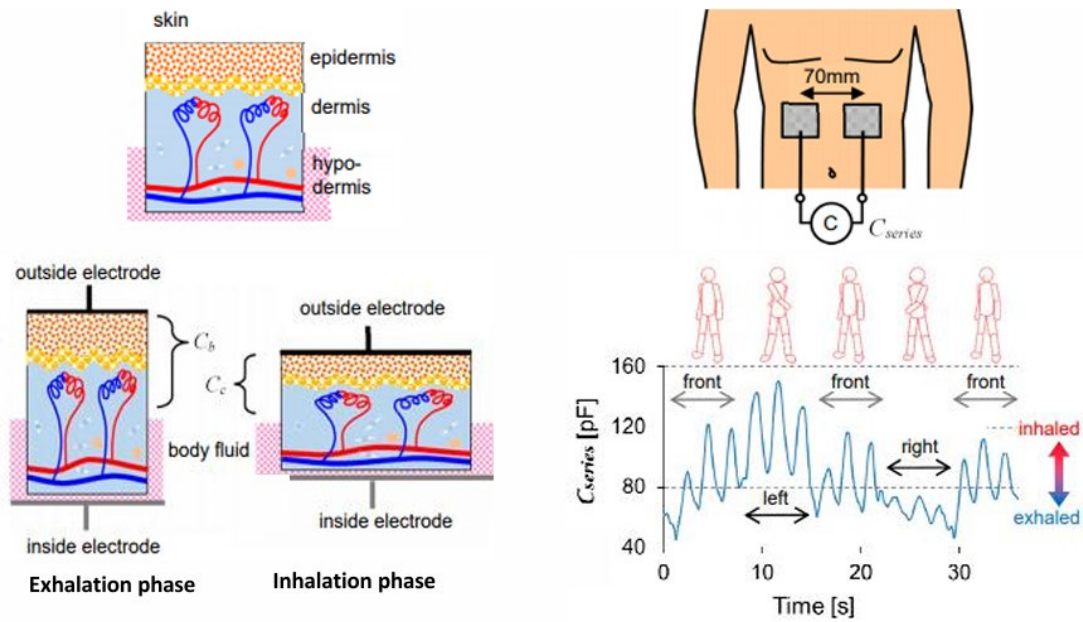 skin
epidermis
dermis
hypo-
dermis
outside electrode
C_b
body fluid
inside electrode
Exhalation phase
outside electrode
C_c
inside electrode
Inhalation phase
70mm
C
C_series
160
120
80
40
C_series [pF]
front
left
front
right
front
inhaled
exhaled
0
10
20
30
Time [s]